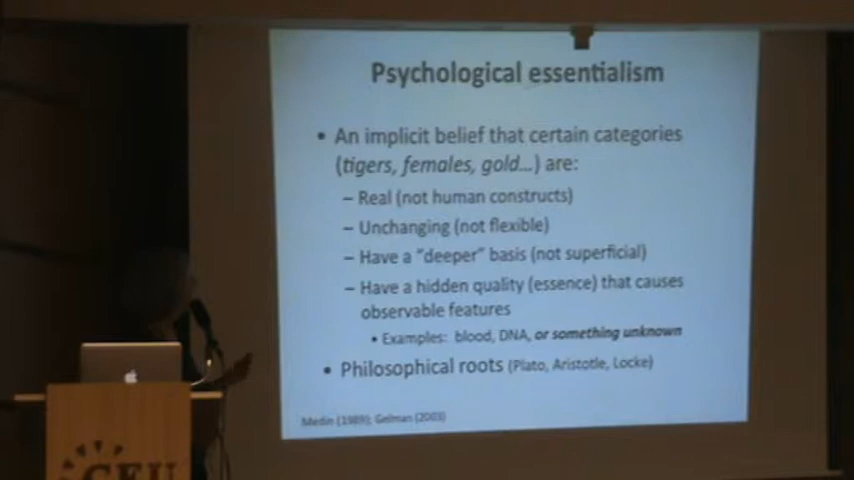 Psychological essentialism
• An implicit belief that certain categories
(tigers, females, gold...) are:
– Real (not human constructs)
– Unchanging (not flexible)
– Have a "deeper" basis (not superficial)
– Have a hidden quality (essence) that causes
observable features
• Examples: blood, DNA, or something unknown
• Philosophical roots (Plato, Aristotle, Locke)
Medin (1989); Gelman (2003)
CEU